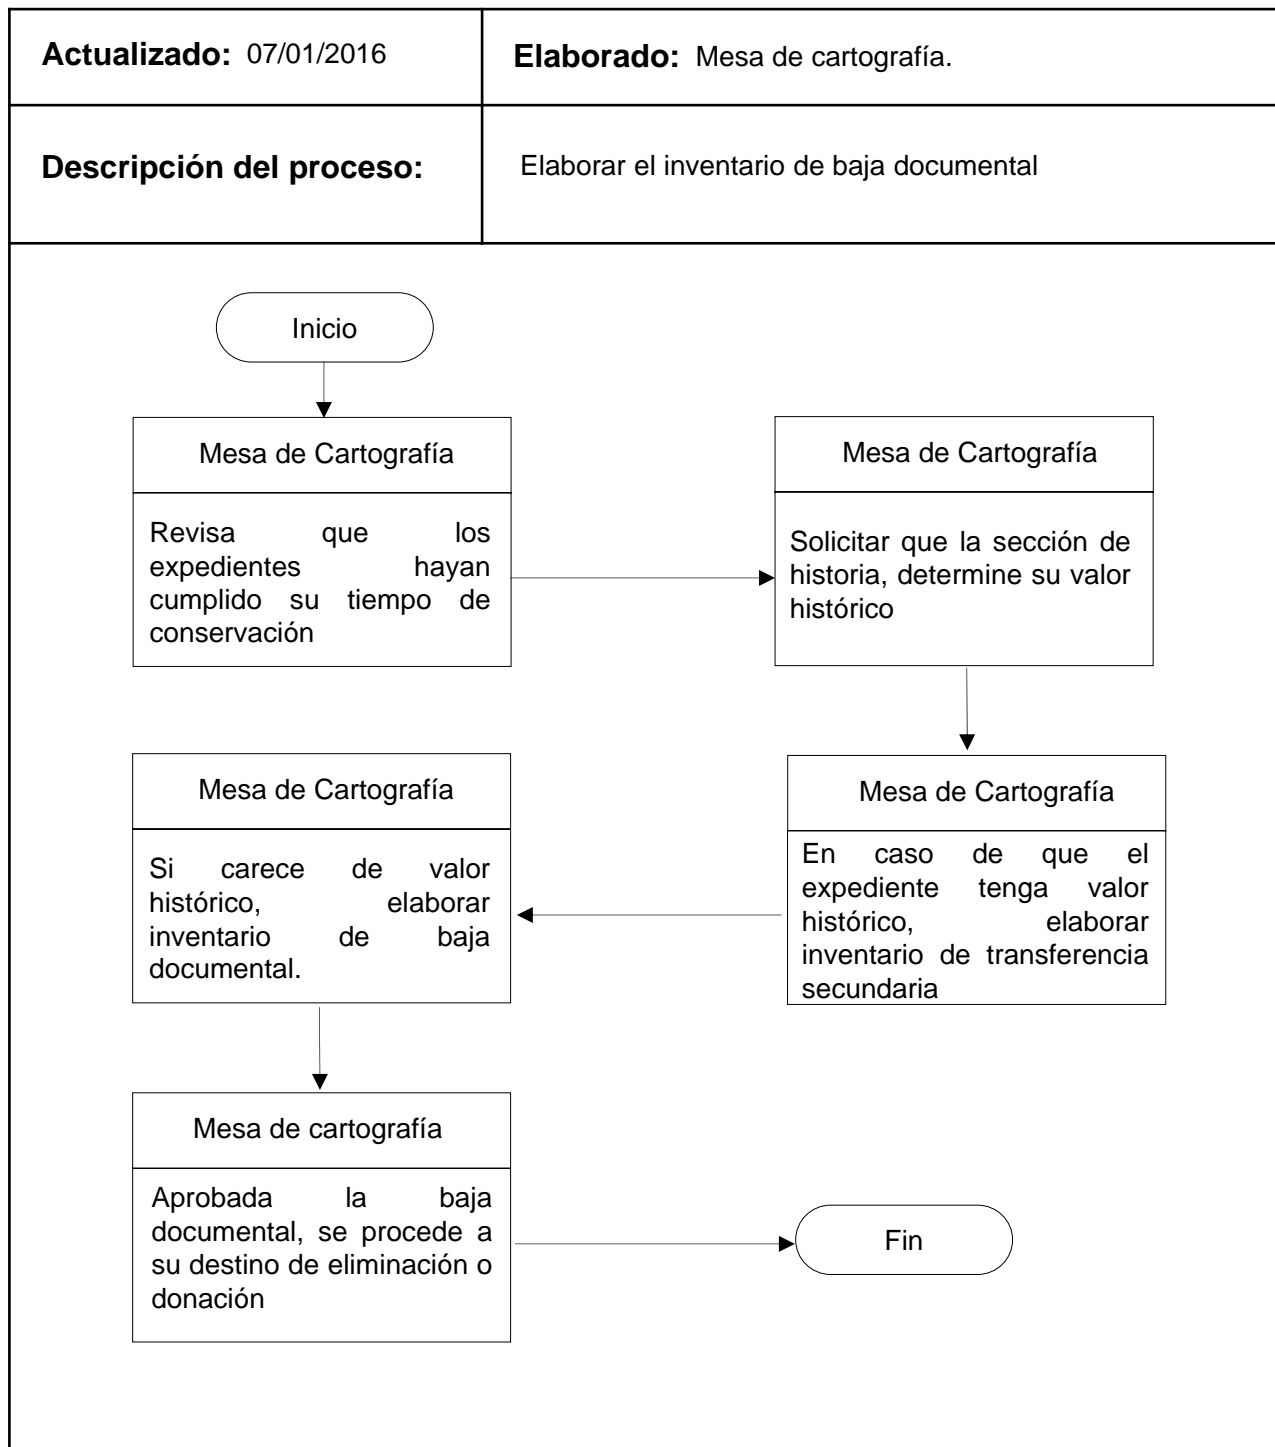 Actualizado: 07/01/2016
Elaborado: Mesa de cartografía.
Descripción del proceso:
Elaborar el inventario de baja documental
Inicio
Mesa de Cartografía
Revisa que los
expedientes hayan
cumplido su tiempo de
conservación
Mesa de Cartografía
Solicitar que la sección de
historia, determine su valor
histórico
Mesa de Cartografía
En caso de que el
expediente tenga valor
histórico, elaborar
inventario de transferencia
secundaria
Mesa de Cartografía
Si carece de valor
histórico, elaborar
inventario de baja
documental.
Mesa de cartografía
Aprobada la baja
documental, se procede a
su destino de eliminación o
donación
Fin